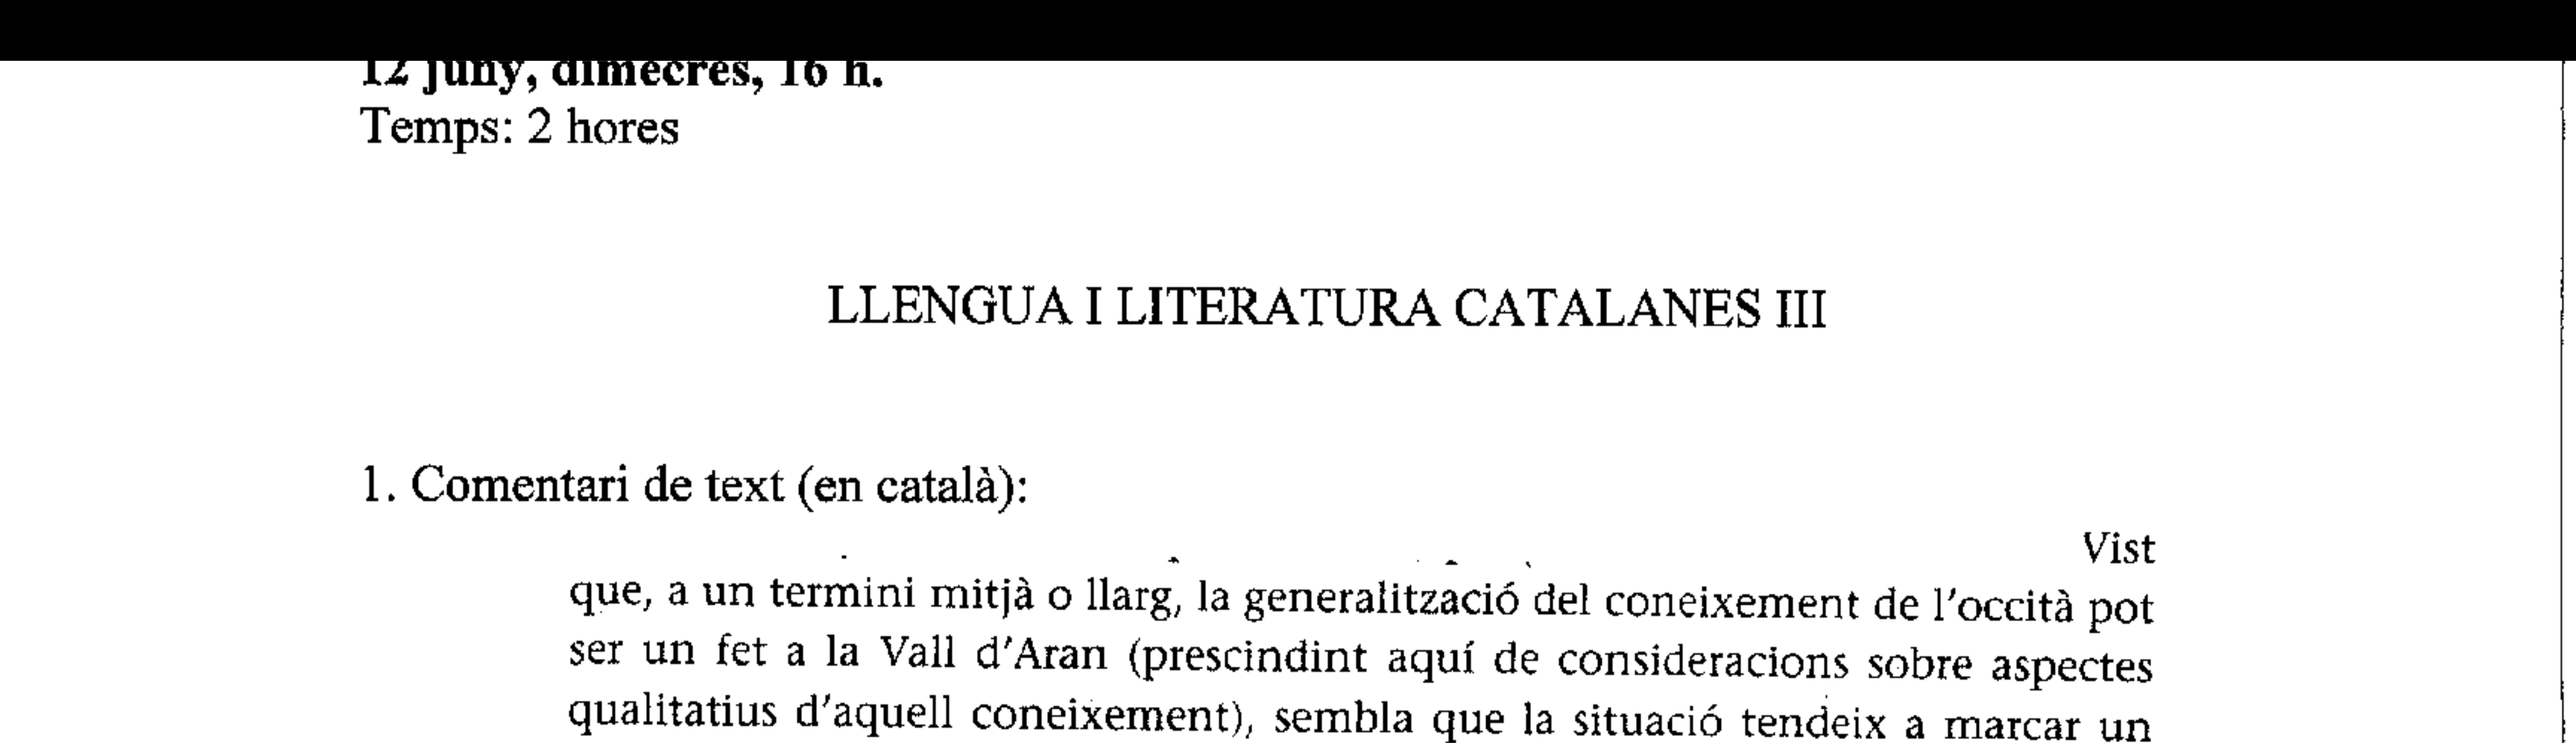 12 juny, dimecres, 16 h.
Temps: 2 hores
LLENGUA I LITERATURA CATALANES III
1. Comentari de text (en català):
Vist
que, a un termini mitjà o llarg, la generalització del coneixement de l'occità pot
ser un fet a la Vall d'Aran (prescindint aquí de consideracions sobre aspectes
qualitatius d'aquell coneixement), sembla que la situació tendeix a marcar un